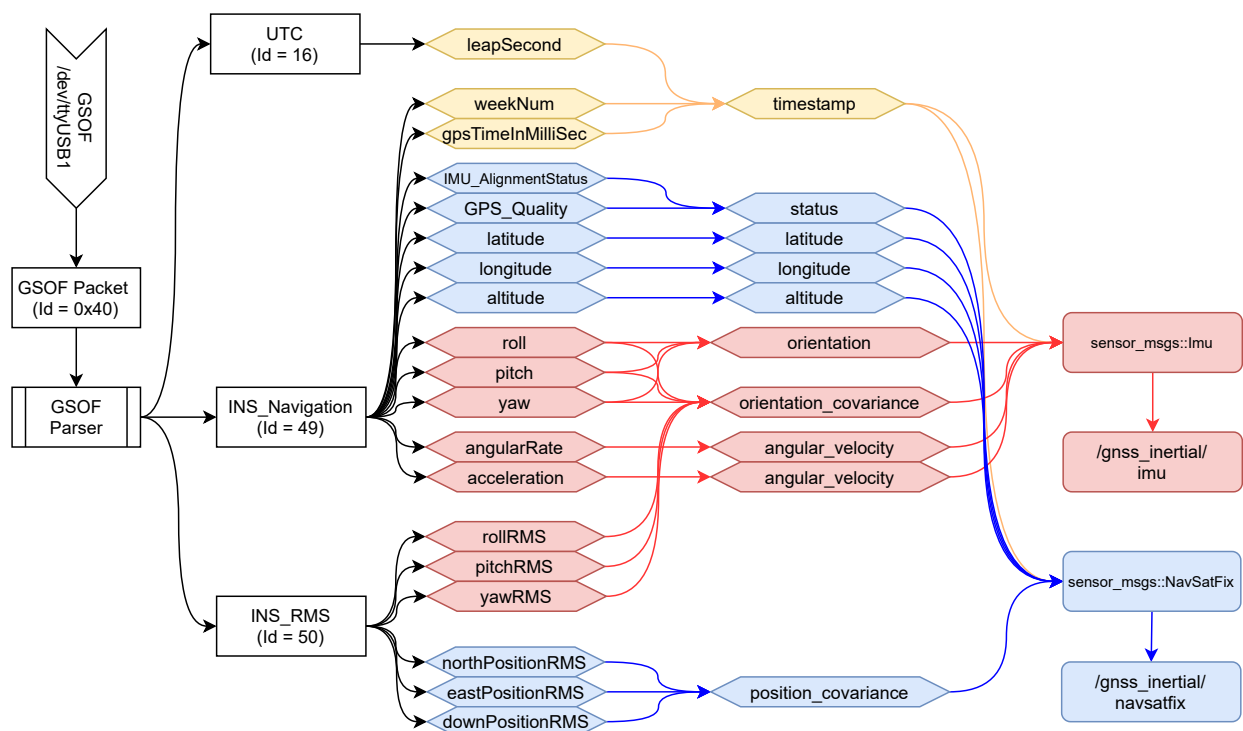 GSOF
/dev/ttyUSB1
GSOF Packet
(Id = 0x40)
GSOF
Parser
UTC
(Id = 16)
INS_Navigation
(Id = 49)
INS_RMS
(Id = 50)
leapSecond
weekNum
gpsTimeInMilliSec
IMU_AlignmentStatus
GPS_Quality
latitude
longitude
altitude
roll
pitch
yaw
angularRate
acceleration
rollRMS
pitchRMS
yawRMS
northPositionRMS
eastPositionRMS
downPositionRMS
timestamp
status
latitude
longitude
altitude
orientation
orientation_covariance
angular_velocity
angular_velocity
position_covariance
sensor_msgs::Imu
/gnss_inertial/
imu
sensor_msgs::NavSatFix
/gnss_inertial/
navsatfix